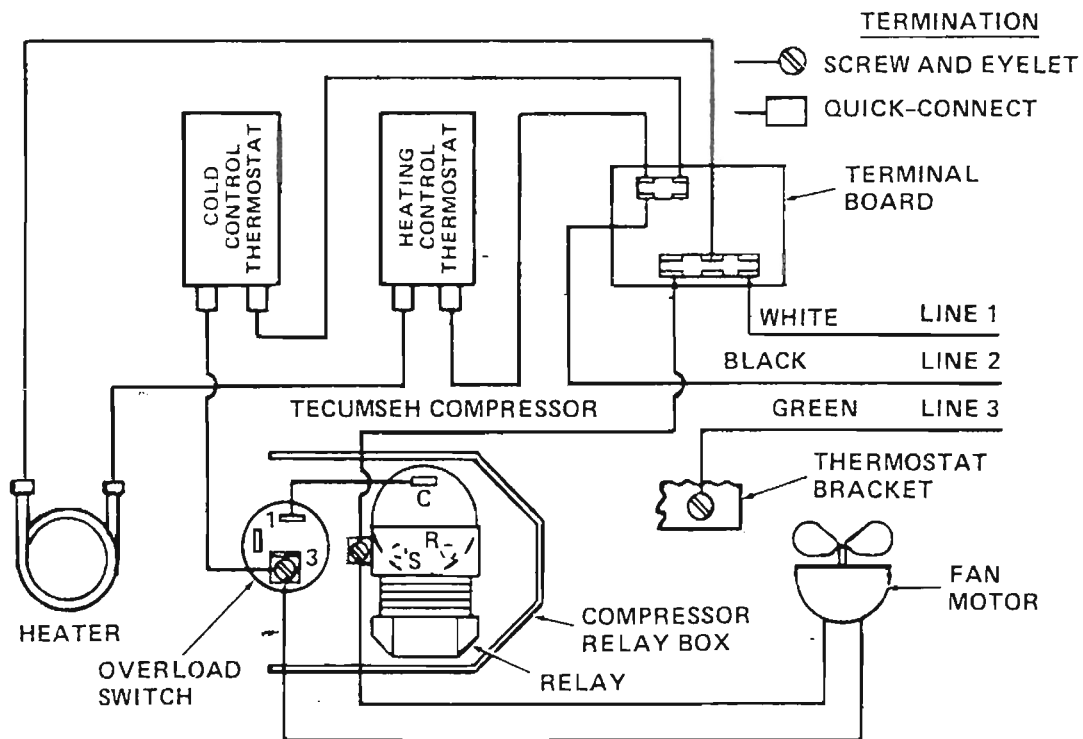 TERMINATION
SCREW AND EYELET
QUICK-CONNECT
COLD
CONTROL
THERMOSTAT
HEATING
CONTROL
THERMOSTAT
TERMINAL
BOARD
WHITE LINE 1
BLACK LINE 2
TECUMSEH COMPRESSOR
GREEN LINE 3
THERMOSTAT
BRACKET
C
1
R
S
3
FAN
MOTOR
HEATER
COMPRESSOR
RELAY BOX
OVERLOAD
SWITCH
RELAY